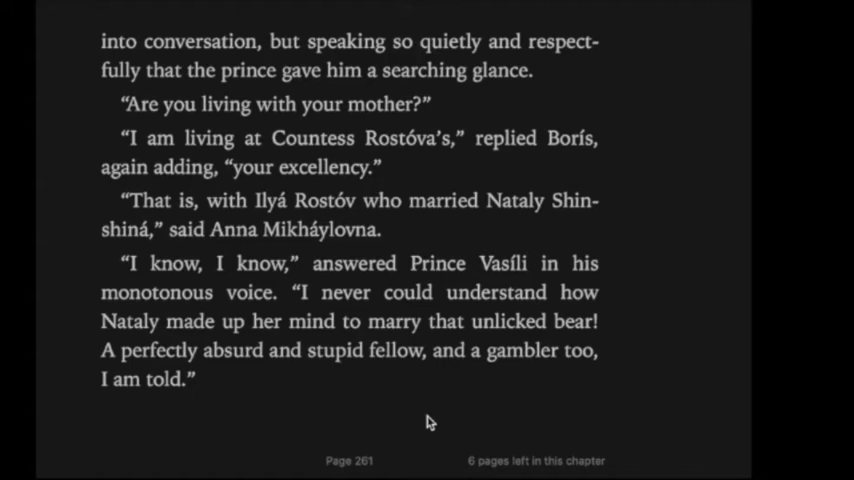 into conversation, but speaking so quietly and respect-
fully that the prince gave him a searching glance.
“Are you living with your mother?”
“I am living at Countess Rostóva’s,” replied Borís,
again adding, “your excellency.”
“That is, with Ilyá Rostóv who married Nataly Shin-
shiná,” said Anna Mikháylovna.
“I know, I know,” answered Prince Vasíli in his
monotonous voice. “I never could understand how
Nataly made up her mind to marry that unlicked bear!
A perfectly absurd and stupid fellow, and a gambler too,
I am told.”
Page 261 6 pages left in this chapter